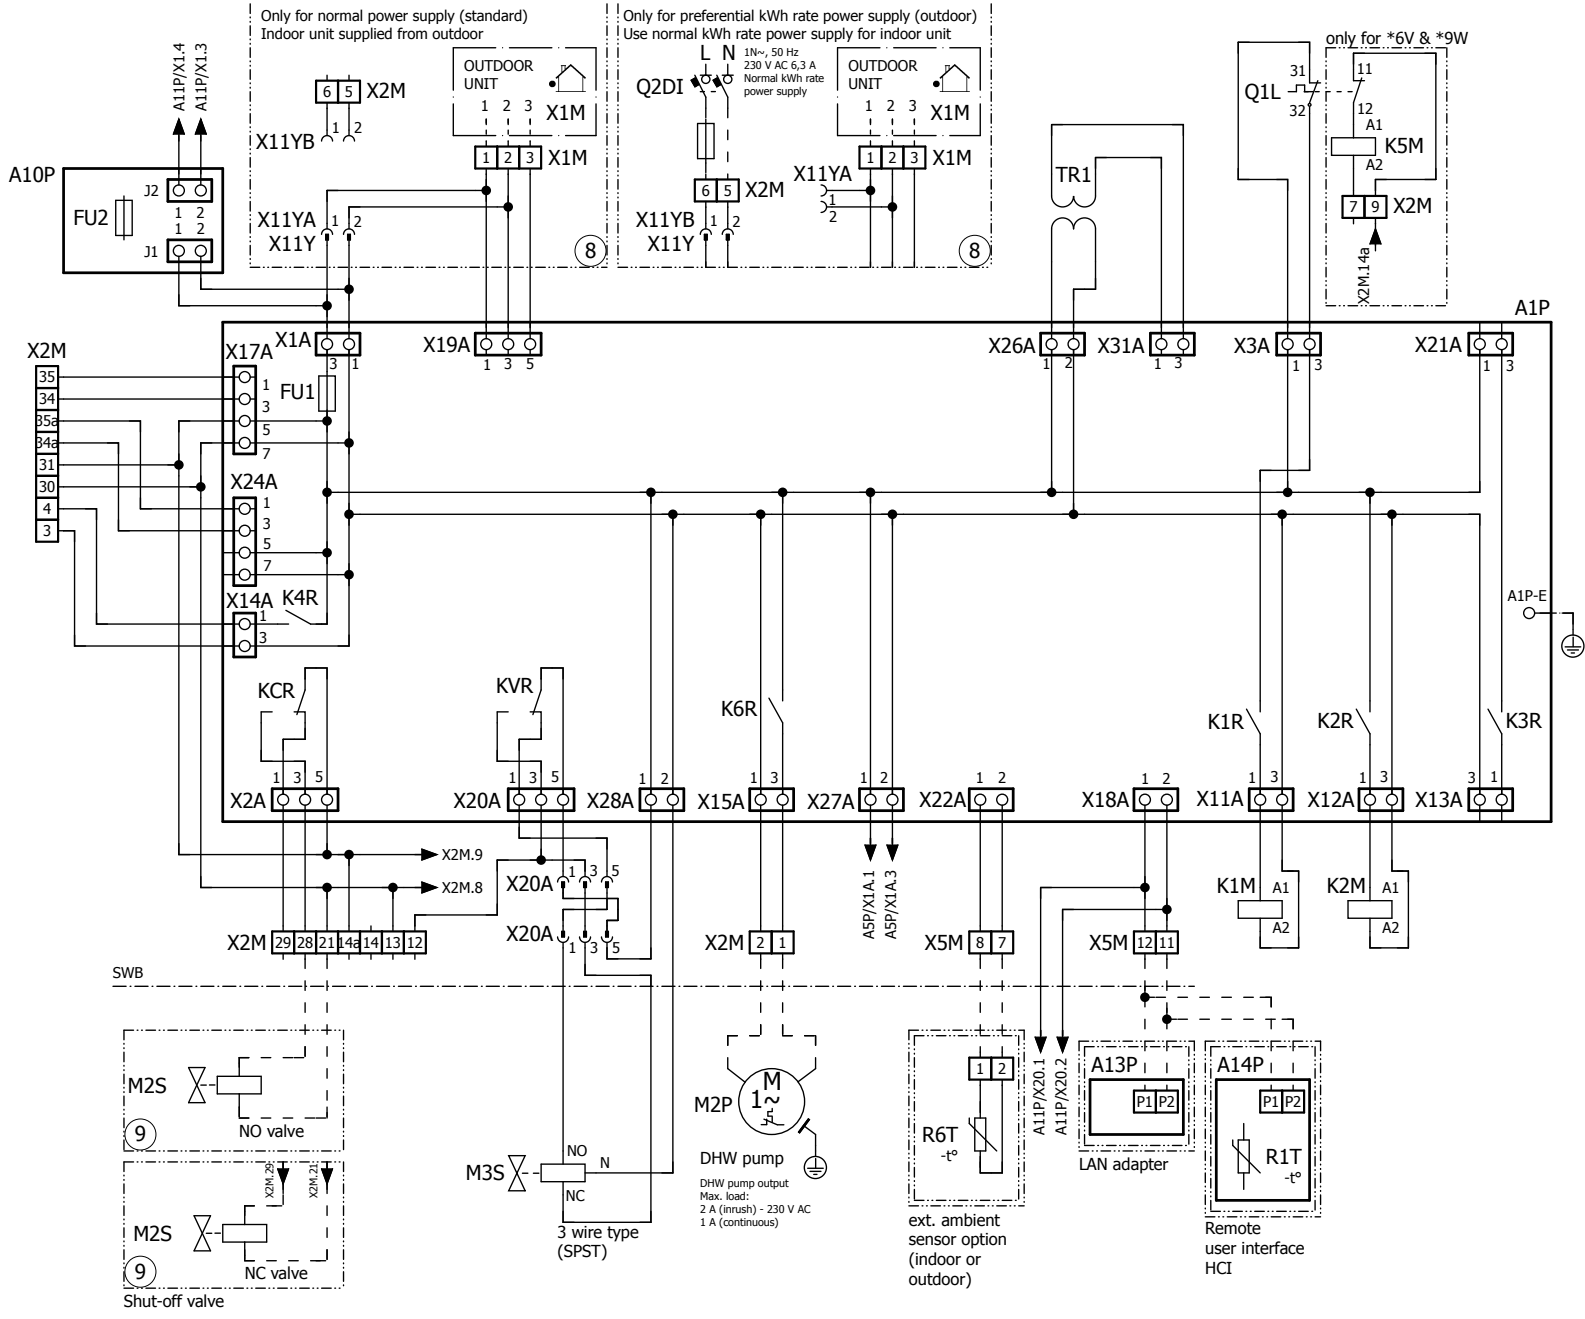 Only for normal power supply (standard)
Indoor unit supplied from outdoor
Only for preferential kWh rate power supply (outdoor)
Use normal kWh rate power supply for indoor unit
only for *6V & *9W
A11P/X1.4
A11P/X1.3
6 5 X2M
1 2
X11YB
OUTDOOR
UNIT
1 2 3
X1M
1 2 3 X1M
X11YA 1 2
X11Y
8
L N
1N~, 50 Hz
230 V AC 6,3 A
Normal kWh rate
power supply
Q2DI
6 5 X2M
X11YB 1 2
X11Y
OUTDOOR
UNIT
1 2 3
X1M
1 2 3 X1M
X11YA
1
2
8
TR1
31
Q1L
32
11
12
A1
K5M
A2
7 9 X2M
X2M.14a
A10P
FU2
J2
1 2
1 2
J1
A1P
X1A
3 1
X19A
1 3 5
X26A
1 2
X31A
1 3
X3A
1 3
X21A
1 3
X2M
35
34
35a
34a
31
30
4
3
X17A
1
3
5
7
FU1
X24A
1
3
5
7
X14A
1
3
K4R
A1P-E
KCR
KVR
K6R
K1R
K2R
K3R
1 3 5
X2A
1 3 5
X20A
1 2
X28A
1 3
X15A
1 2
X27A
1 2
X22A
1 2
X18A
1 3
X11A
1 3
X12A
3 1
X13A
X2M.9
X2M.8
X20A 1 3 5
X20A
1 3 5
A5P/X1A.1
A5P/X1A.3
K1M A1
A2
K2M A1
A2
X2M 29 28 21 14a 14 13 12
X2M 2 1
X5M 8 7
X5M 12 11
SWB
M2S
NO valve
9
X2M.29
X2M.21
M2S
NC valve
9
Shut-off valve
M3S
NO
N
NC
3 wire type
(SPST)
M2P
M
1~
DHW pump
DHW pump output
Max. load:
2 A (inrush) - 230 V AC
1 A (continuous)
1 2
R6T
-t°
ext. ambient
sensor option
(indoor or
outdoor)
A11P/X20.1
A11P/X20.2
A13P
P1 P2
LAN adapter
A14P
P1 P2
R1T
-t°
Remote
user interface
HCI